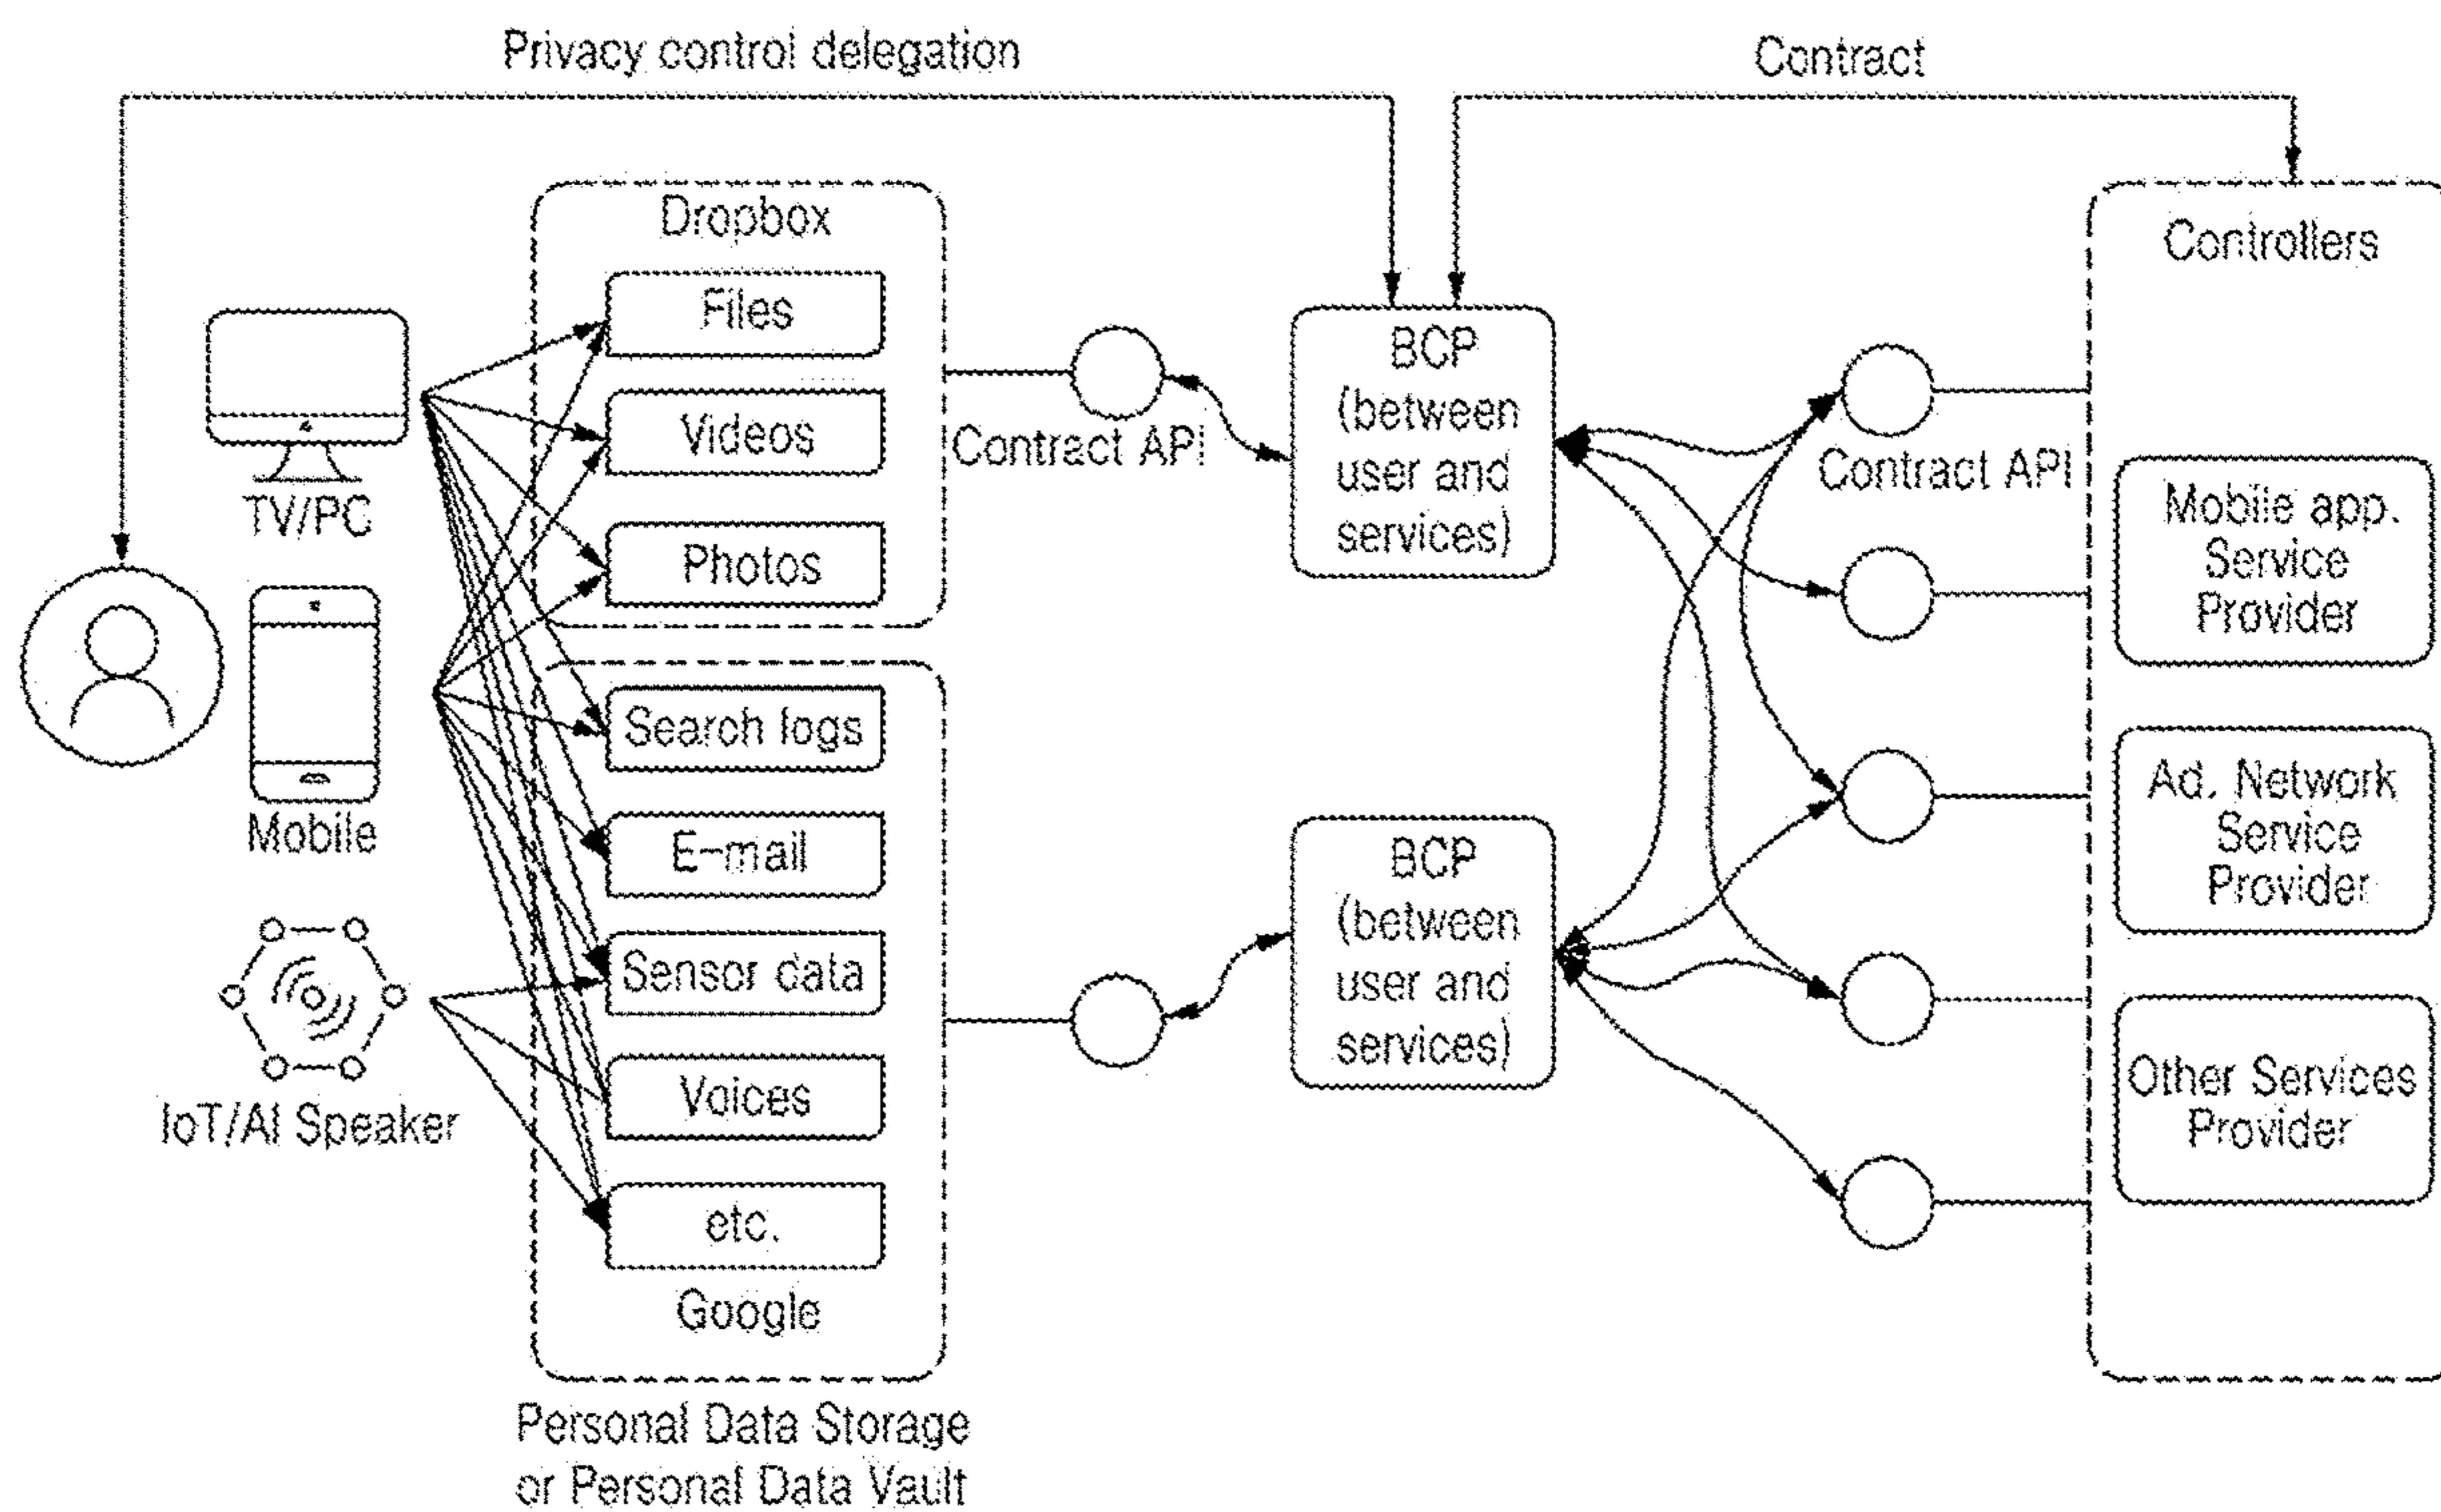 Privacy control delegation
Contract
Dropbox
Files
Videos
Photos
TV/PC
Mobile
IoT/AI Speaker
Search logs
E-mail
Sensor data
Voices
etc.
Google
Personal Data Storage
or Personal Data Vault
Contract API
BCP
(between
user and
services)
BCP
(between
user and
services)
Contract API
Controllers
Mobile app.
Service
Provider
Ad. Network
Service
Provider
Other Services
Provider